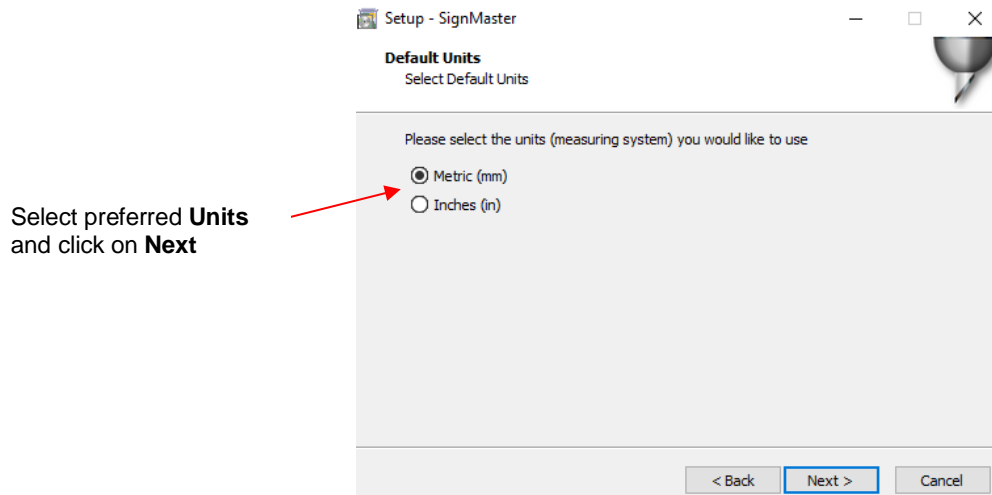 Setup - SignMaster
Default Units
Select Default Units
Please select the units (measuring system) you would like to use
Metric (mm)
Inches (in)
Select preferred Units
and click on Next
< Back Next > Cancel